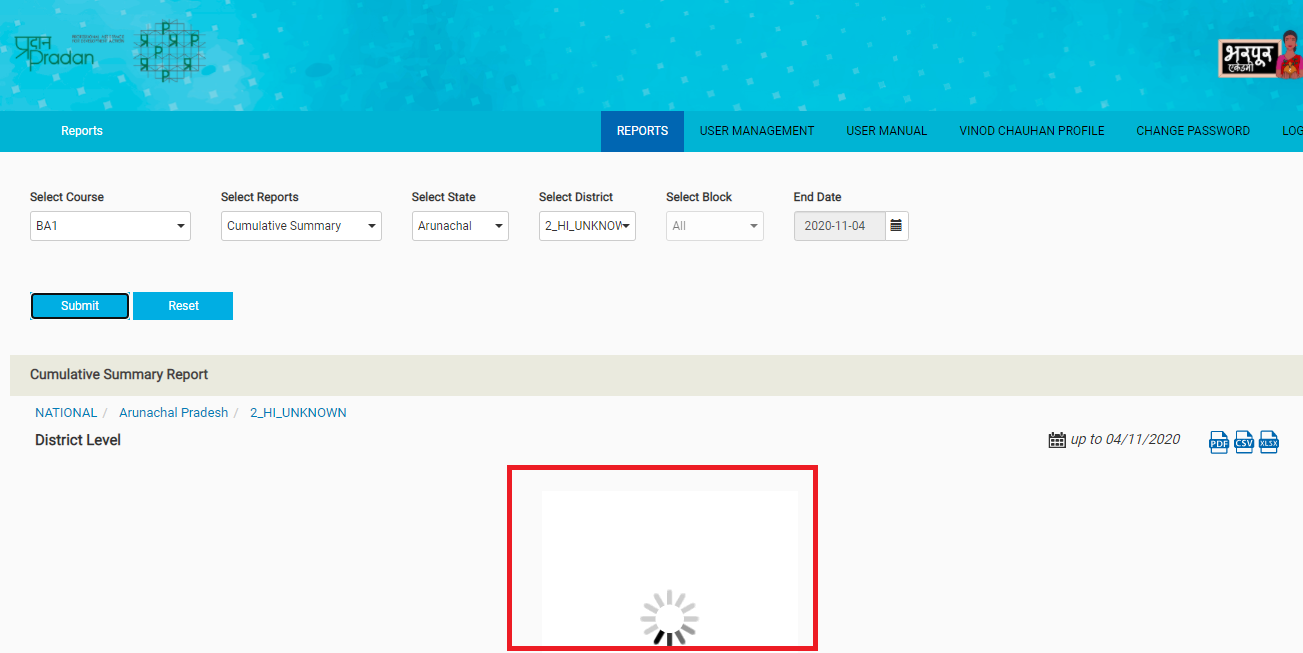 प्रदान
Pradan
P
P R P
R P R
P R
P
भरपूर
एकेडमी
Reports
REPORTS
USER MANAGEMENT
USER MANUAL
VINOD CHAUHAN PROFILE
CHANGE PASSWORD
LOG
Select Course
Select Reports
Select State
Select District
Select Block
End Date
BA1
Cumulative Summary
Arunachal
2_HI_UNKNOW
All
2020-11-04
Submit
Reset
Cumulative Summary Report
NATIONAL / Arunachal Pradesh / 2_HI_UNKNOWN
District Level
up to 04/11/2020
PDF
CSV
XLSX